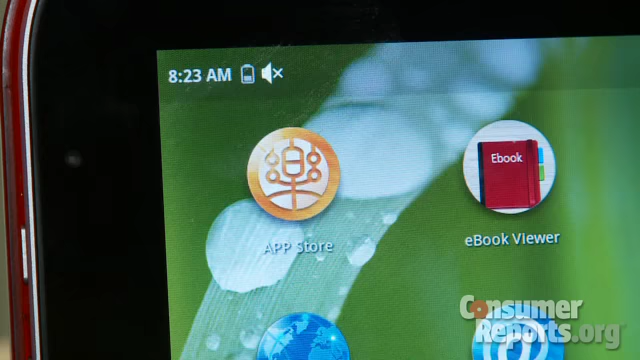 8:23 AM
Ebook
APP Store
eBook Viewer
Consumer
Reports.org
@